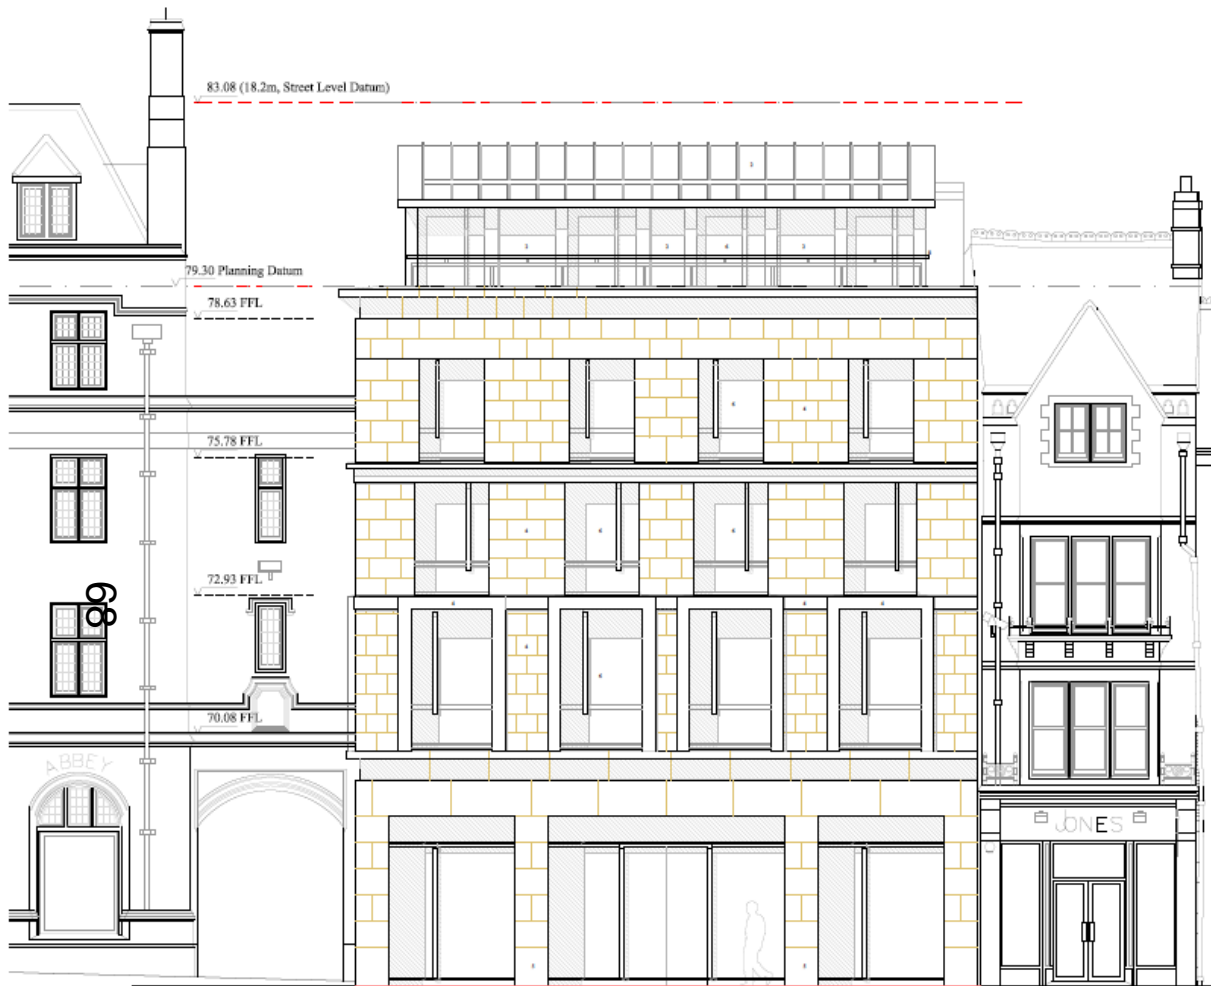 83.08 (18.2m, Street Level Datum)
79.30 Planning Datum
78.63 FFL
75.78 FFL
72.93 FFL
89
70.08 FFL
ABBEY
JONES